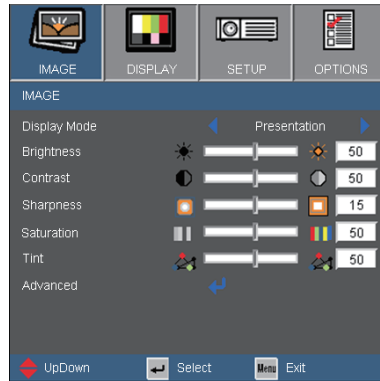 IMAGE DISPLAY SETUP OPTIONS
IMAGE
Display Mode Presentation
Brightness 50
Contrast 50
Sharpness 15
Saturation 50
Tint 50
Advanced
UpDown Select Menu Exit